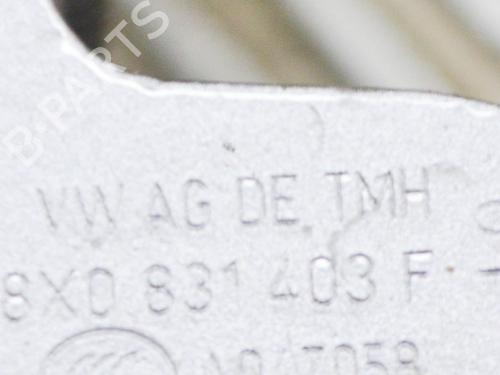 B-PARTS
VW AG DE TMH
8X0 831 403 F